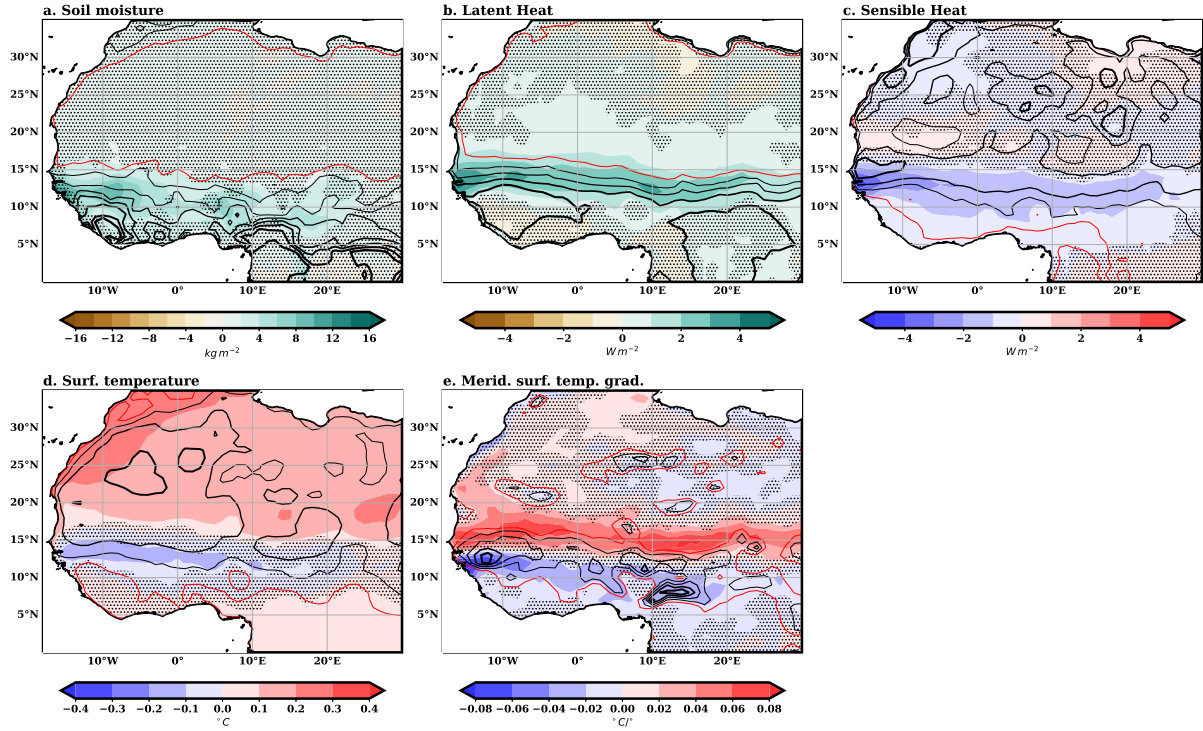 a. Soil moisture
b. Latent Heat
c. Sensible Heat
30°N
25°N
20°N
15°N
10°N
5°N
10°W 0° 10°E 20°E
30°N
25°N
20°N
15°N
10°N
5°N
10°W 0° 10°E 20°E
30°N
25°N
20°N
15°N
10°N
5°N
10°W 0° 10°E 20°E
−16 −12 −8 −4 0 4 8 12 16
kg m−2
−4 −2 0 2 4
W m−2
−4 −2 0 2 4
W m−2
d. Surf. temperature
e. Merid. surf. temp. grad.
30°N
25°N
20°N
15°N
10°N
5°N
10°W 0° 10°E 20°E
30°N
25°N
20°N
15°N
10°N
5°N
10°W 0° 10°E 20°E
−0.4 −0.3 −0.2 −0.1 0.0 0.1 0.2 0.3 0.4
°C
−0.08 −0.06 −0.04 −0.02 0.00 0.02 0.04 0.06 0.08
°C/°